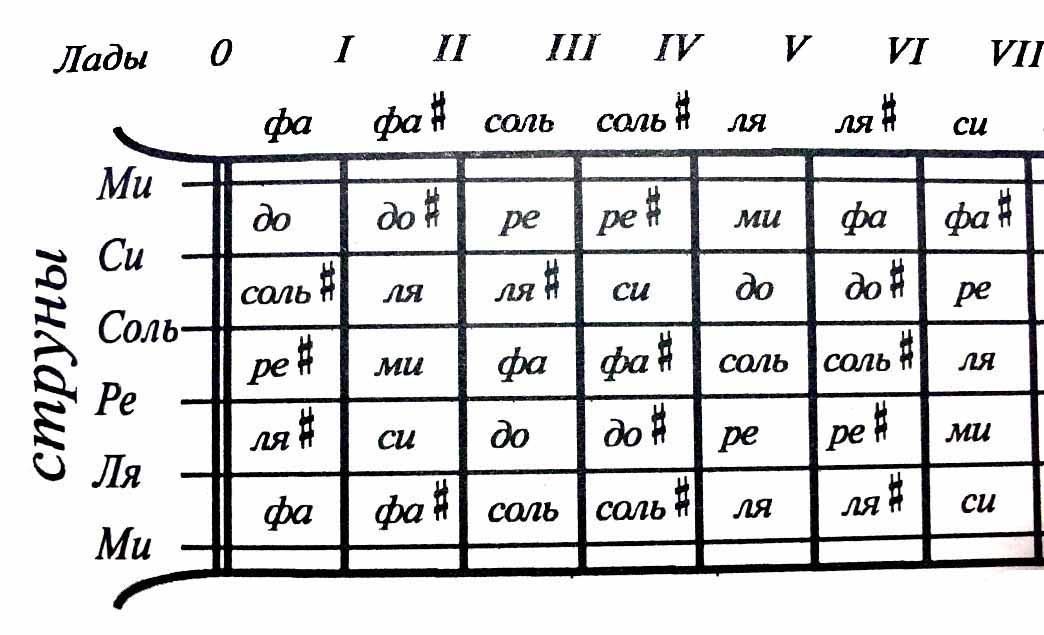 Лады 0 I II III IV V VI VII
фа фа# соль соль# ля ля# си
Ми
до до# ре ре# ми фа фа#
Си
соль# ля ля# си до до# ре
Соль
ре# ми фа фа# соль соль# ля
Ре
ля# си до до# ре ре# ми
Ля
фа фа# соль соль# ля ля# си
Ми
струны